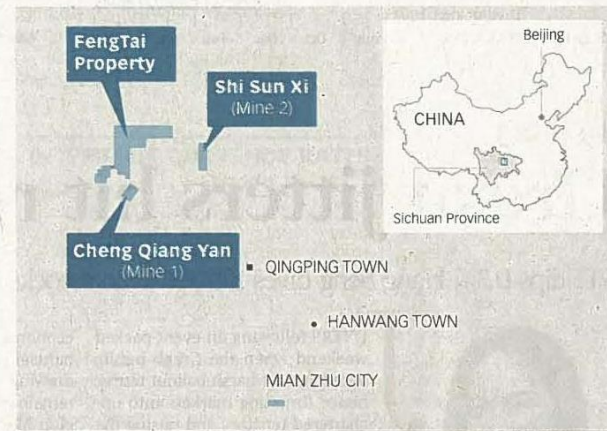 FengTai
Property
Shi Sun Xi
(Mine 2)
Cheng Qiang Yan
(Mine 1)
QINGPING TOWN
HANWANG TOWN
MIAN ZHU CITY
Beijing
CHINA
Sichuan Province